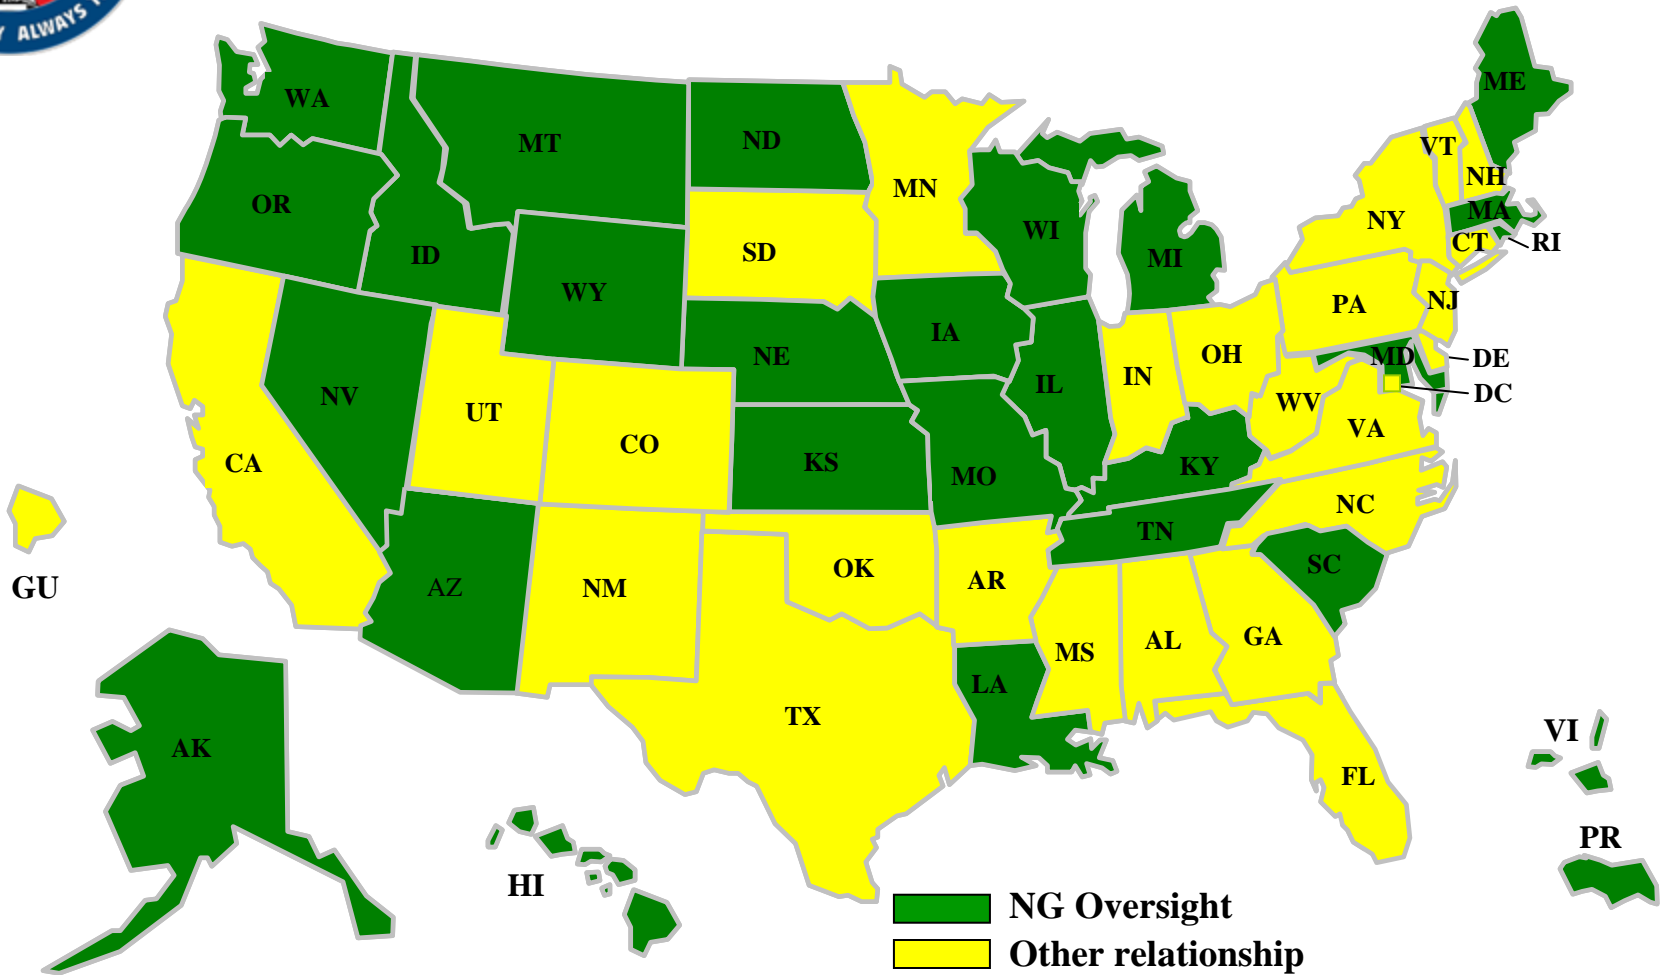 Y ALWAYS
ME
WA
MT
ND
VT
MN
NH
OR
MA
NY
WI
CT
RI
SD
ID
MI
WY
NJ
PA
IA
NE
OH
MD
DE
IN
IL
NV
DC
WV
UT
VA
CO
CA
KS
KY
MO
NC
TN
SC
OK
AR
GU
AZ
NM
GA
AL
MS
LA
TX
VI
AK
FL
PR
HI
NG Oversight
Other relationship